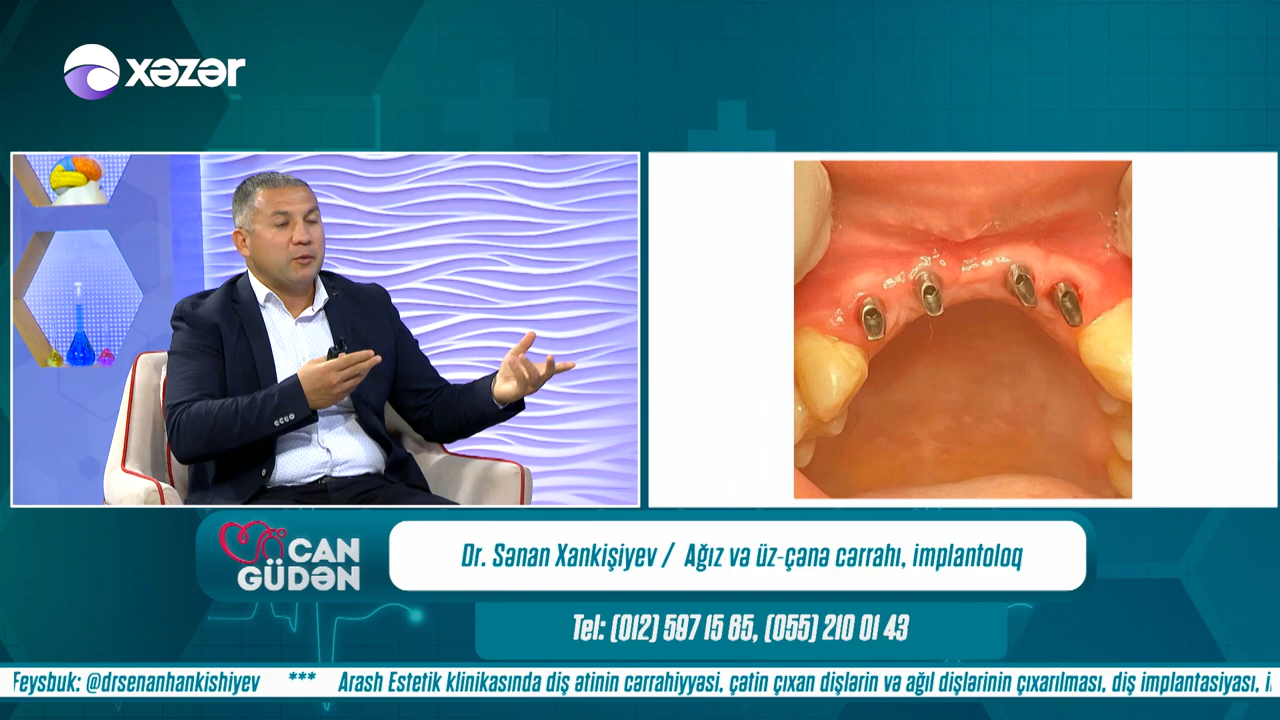 xəzər
CAN
GÜDƏN
Dr. Sənan Xankişiyev / Ağız və üz-çənə cərrahı, implantoloq
Tel: (012) 597 15 65, (055) 210 01 43
Feysbuk: @drsenanhankishiyev *** Arash Estetik klinikasında diş ətinin cərrahiyyəsi, çətin çıxan dişlərin və ağıl dişlərinin çıxarılması, diş implantasiyası,